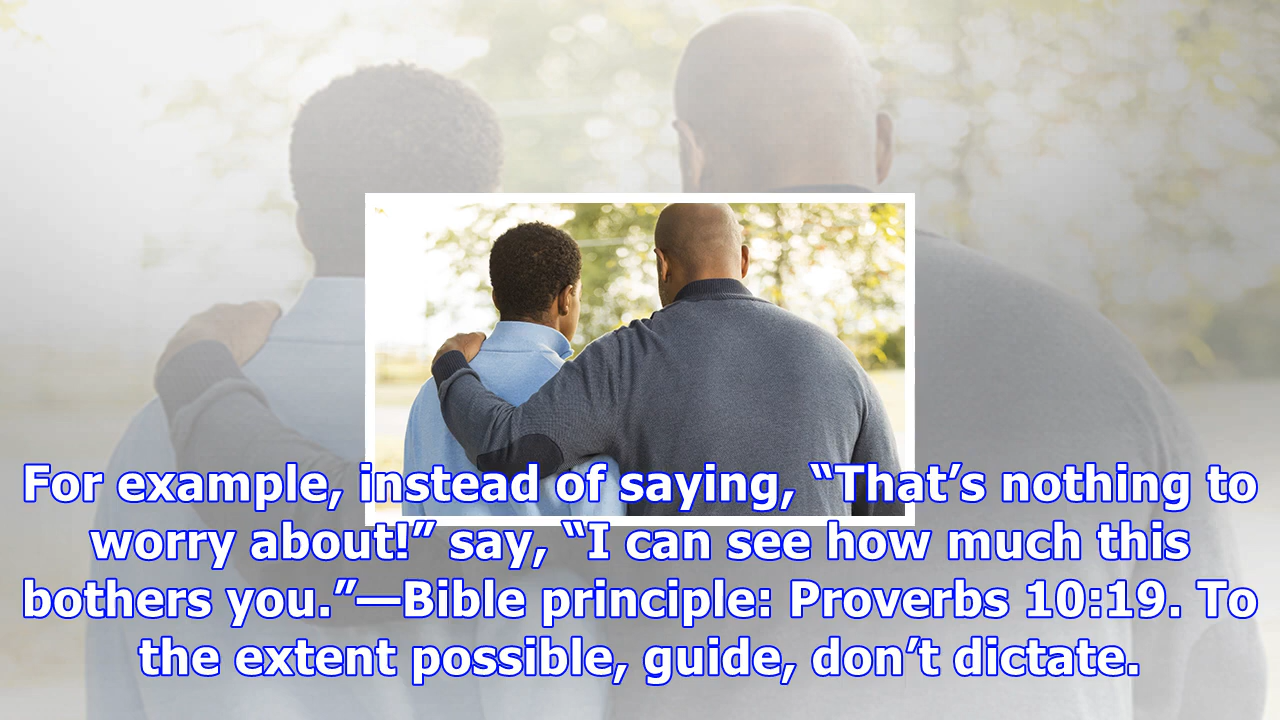 For example, instead of saying, “That’s nothing to
worry about!” say, “I can see how much this
bothers you.”—Bible principle: Proverbs 10:19. To
the extent possible, guide, don’t dictate.